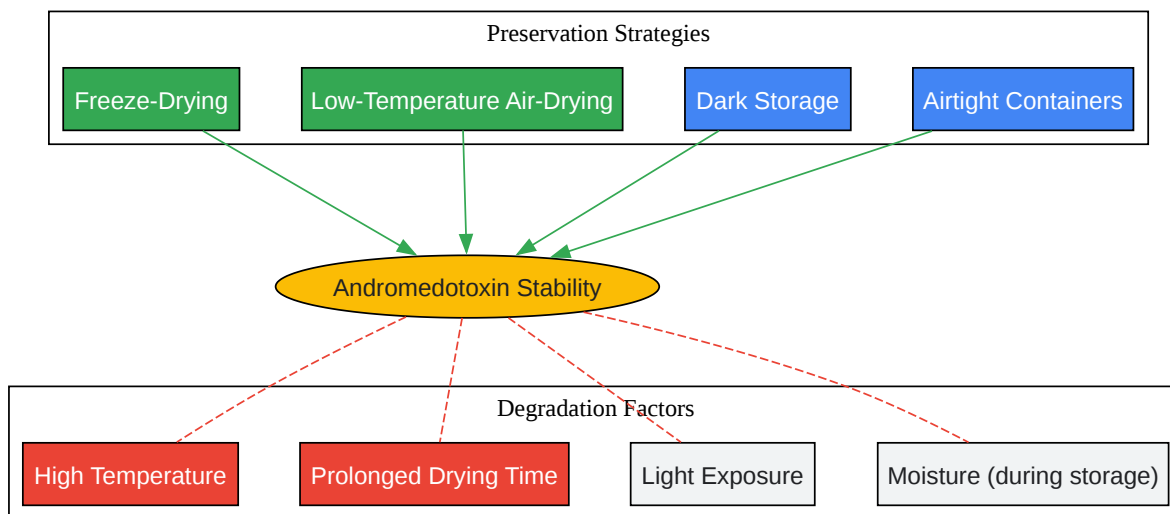 Preservation Strategies
Freeze-Drying
Low-Temperature Air-Drying
Dark Storage
Airtight Containers
Andromedotoxin Stability
Degradation Factors
High Temperature
Prolonged Drying Time
Light Exposure
Moisture (during storage)